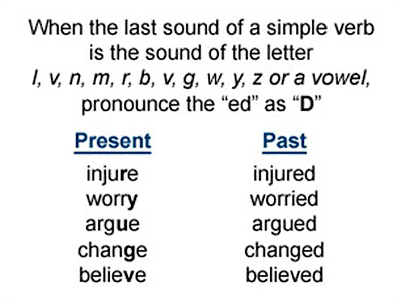 When the last sound of a simple verb
is the sound of the letter
l, v, n, m, r, b, v, g, w, y, z or a vowel,
pronounce the “ed” as “D”
Present Past
injure injured
worry worried
argue argued
change changed
believe believed